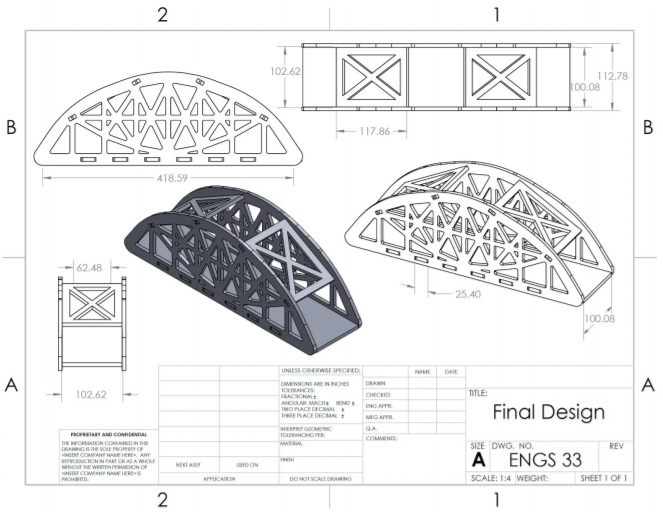 2
1
B
B
A
A
2
1
102.62
100.08
112.78
117.86
418.59
62.48
102.62
25.40
100.08
UNLESS OTHERWISE SPECIFIED:
DIMENSIONS ARE IN INCHES
TOLERANCES:
FRACTIONAL ±
ANGULAR: MACH ± BEND ±
TWO PLACE DECIMAL ±
THREE PLACE DECIMAL ±
INTERPRET GEOMETRIC
TOLERANCING PER:
MATERIAL
FINISH
DO NOT SCALE DRAWING
NAME DATE
DRAWN
CHECKED
ENG APPR.
MFG APPR.
Q.A.
COMMENTS:
TITLE:
Final Design
SIZE DWG. NO. REV
A ENGS 33
SCALE: 1:4 WEIGHT: SHEET 1 OF 1
PROPRIETARY AND CONFIDENTIAL
THE INFORMATION CONTAINED IN THIS
DRAWING IS THE SOLE PROPERTY OF
<INSERT COMPANY NAME HERE>. ANY
REPRODUCTION IN PART OR AS A WHOLE
WITHOUT THE WRITTEN PERMISSION OF
<INSERT COMPANY NAME HERE> IS
PROHIBITED.
NEXT ASSY USED ON
APPLICATION